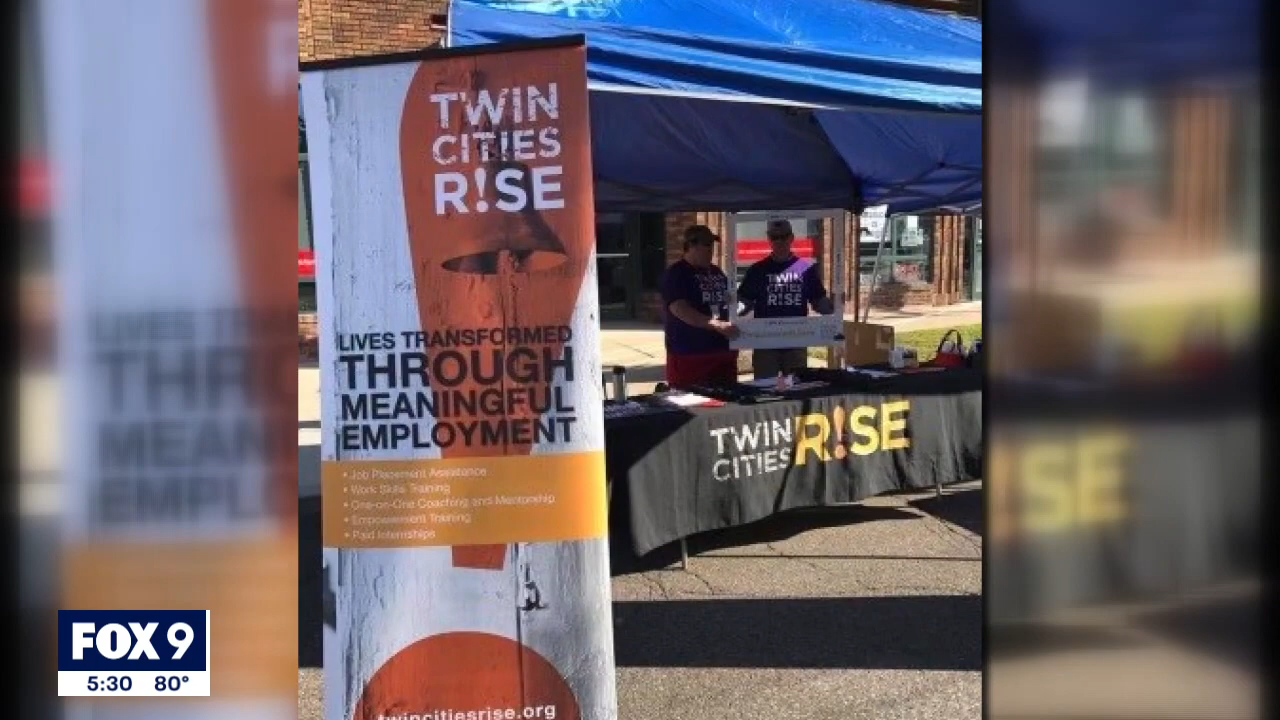 TWIN
CITIES
R!SE
LIVES TRANSFORMED
THROUGH
MEANINGFUL
EMPLOYMENT
• Job Placement Assistance
• Work Skills Training
• One-on-One Coaching and Mentorship
• Empowerment Training
• Paid Internships
twincitiesrise.org
TWIN
CITIES
R!SE
TWIN
CITIES
R!SE
TWIN
CITIES
R!SE
FOX 9
5:30 80°